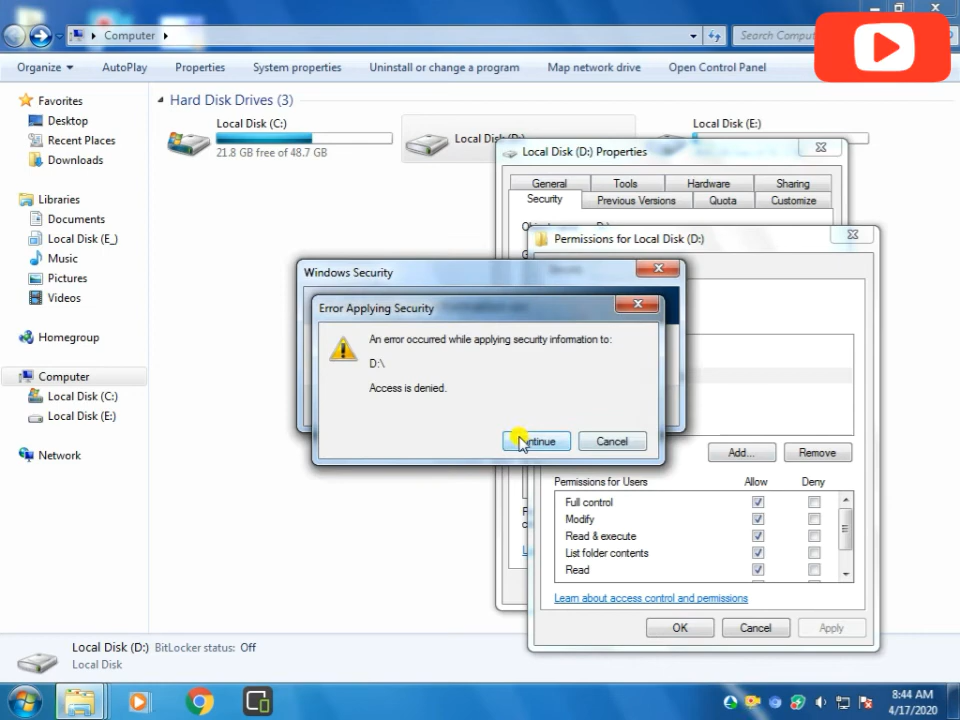 Computer
Search Compu
Organize
AutoPlay
Properties
System properties
Uninstall or change a program
Map network drive
Open Control Panel
Favorites
Desktop
Recent Places
Downloads
Libraries
Documents
Local Disk (E_)
Music
Pictures
Videos
Homegroup
Computer
Local Disk (C:)
Local Disk (E:)
Network
Hard Disk Drives (3)
Local Disk (C:)
21.8 GB free of 48.7 GB
Local Disk (D:)
Local Disk (E:)
Local Disk (D:) Properties
General
Tools
Hardware
Sharing
Security
Previous Versions
Quota
Customize
Permissions for Local Disk (D:)
Security
Windows Security
Error Applying Security
An error occurred while applying security information to:
D:\
Access is denied.
Cancel
Add...
Remove
Permissions for Users
Allow
Deny
Full control
Modify
Read & execute
List folder contents
Read
Learn about access control and permissions
OK
Cancel
Apply
Local Disk (D:) BitLocker status: Off
Local Disk
8:44 AM
4/17/2020